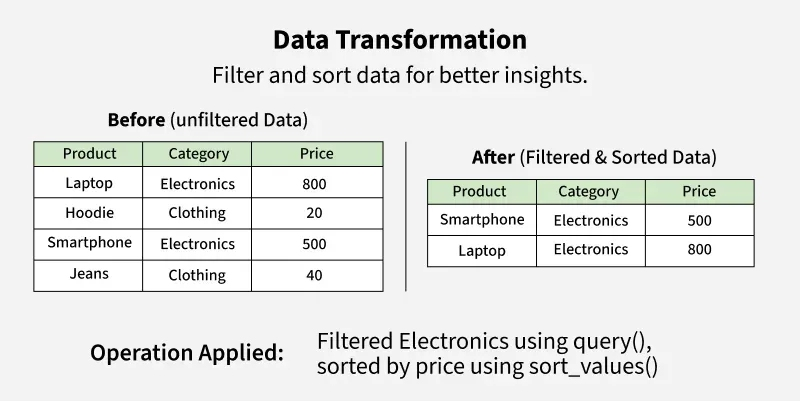 Data Transformation
Filter and sort data for better insights.
Before (unfiltered Data)
Product Category Price
Laptop Electronics 800
Hoodie Clothing 20
Smartphone Electronics 500
Jeans Clothing 40
After (Filtered & Sorted Data)
Product Category Price
Smartphone Electronics 500
Laptop Electronics 800
Operation Applied:
Filtered Electronics using query(),
sorted by price using sort_values()